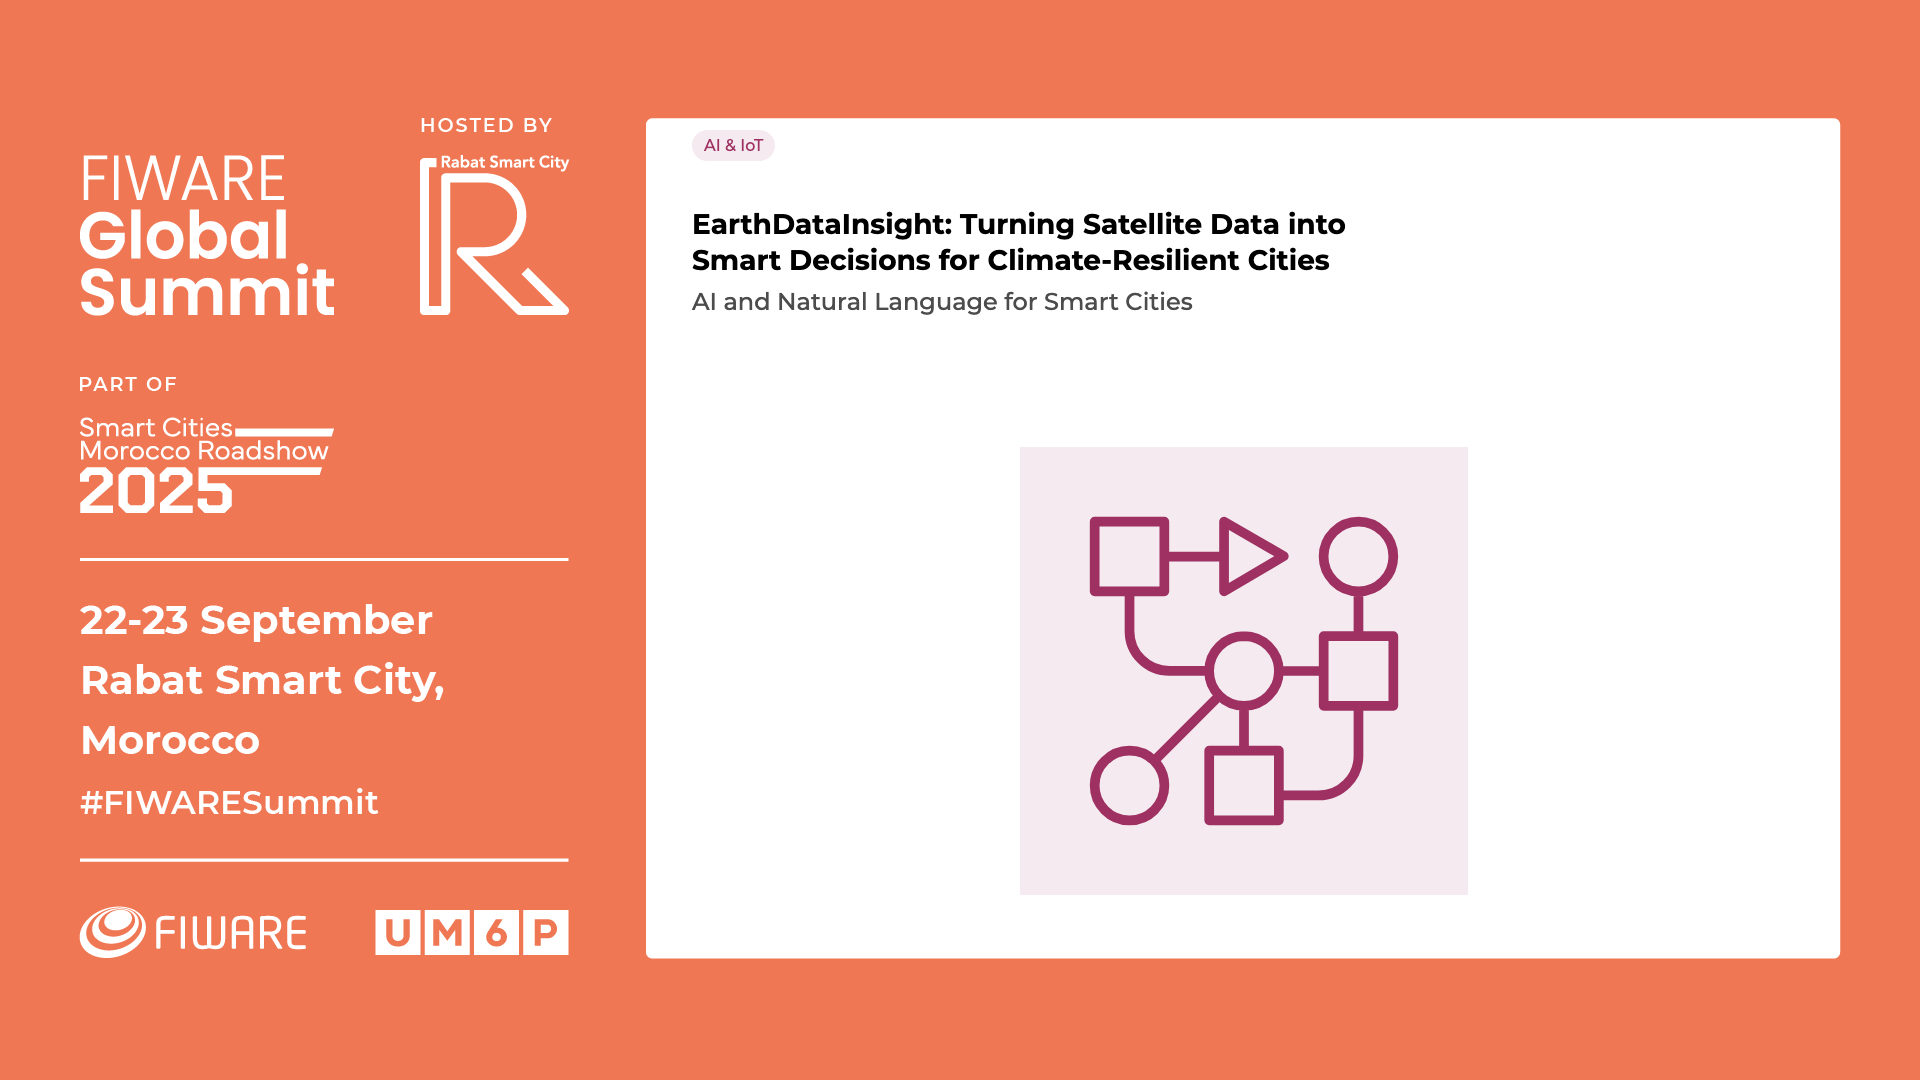 FIWARE
Global
Summit
HOSTED BY
Rabat Smart City
R
PART OF
Smart Cities
Morocco Roadshow
2025
22-23 September
Rabat Smart City,
Morocco
#FIWARESummit
FIWARE
UM6P
AI & IoT
EarthDataInsight: Turning Satellite Data into
Smart Decisions for Climate-Resilient Cities
AI and Natural Language for Smart Cities